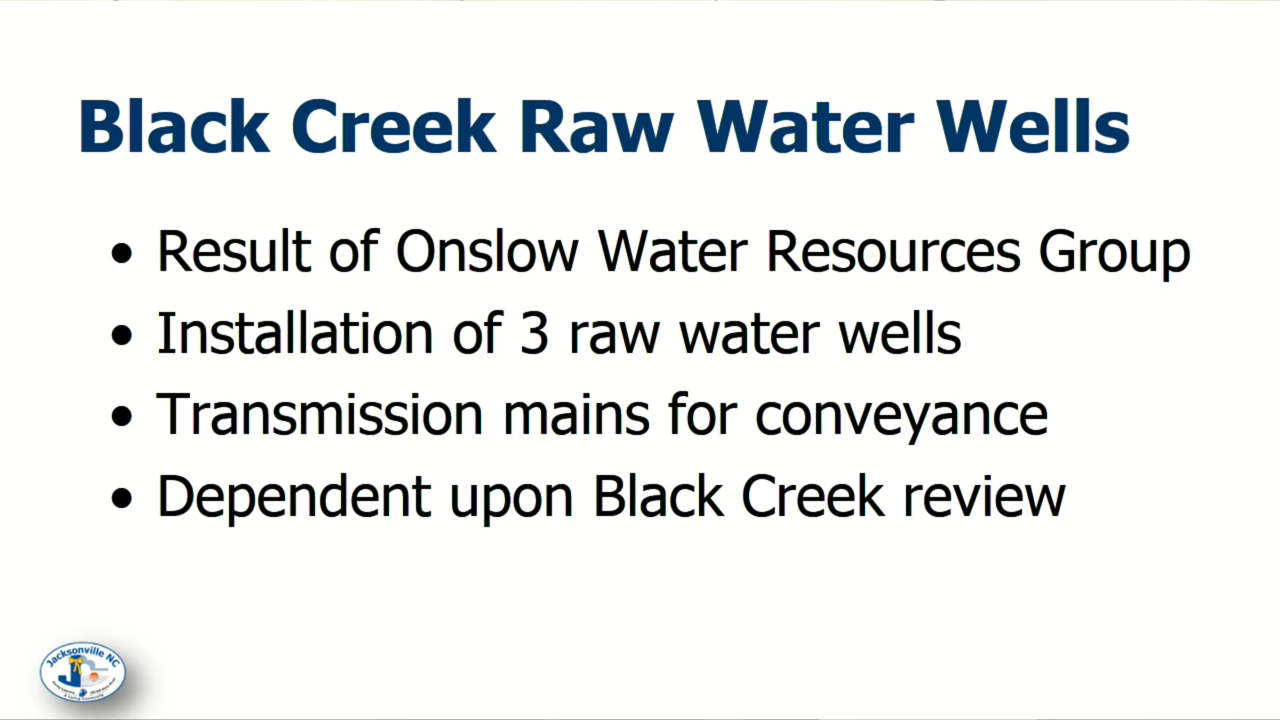 Black Creek Raw Water Wells
• Result of Onslow Water Resources Group
• Installation of 3 raw water wells
• Transmission mains for conveyance
• Dependent upon Black Creek review
Jacksonville NC